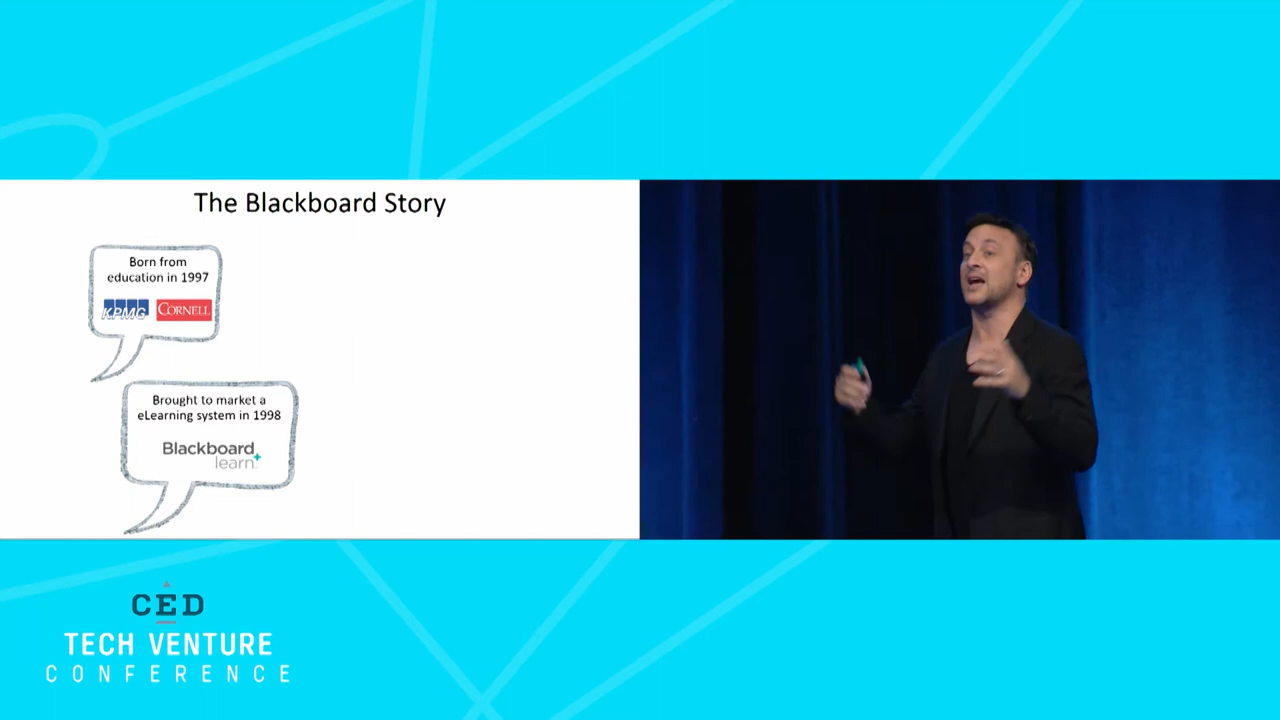 The Blackboard Story
Born from
education in 1997
KPMG CORNELL
Brought to market a
eLearning system in 1998
Blackboard
learn
CED
TECH VENTURE
CONFERENCE